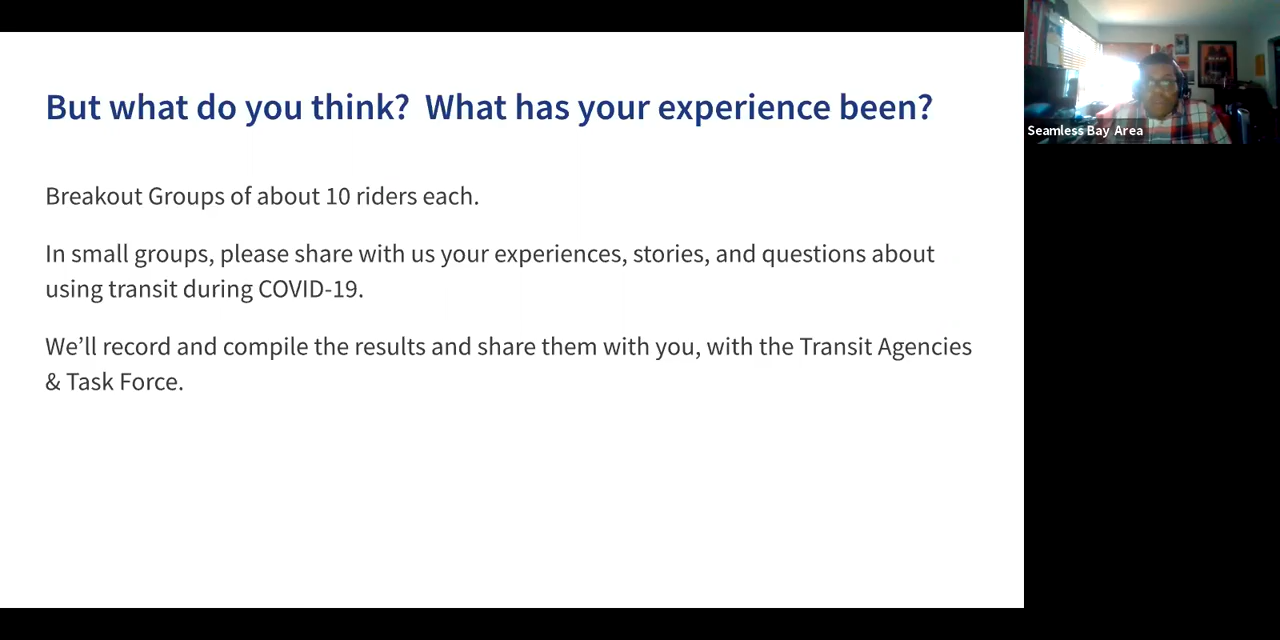 But what do you think?  What has your experience been?
Seamless Bay Area
Breakout Groups of about 10 riders each.
In small groups, please share with us your experiences, stories, and questions about
using transit during COVID-19.
We’ll record and compile the results and share them with you, with the Transit Agencies
& Task Force.